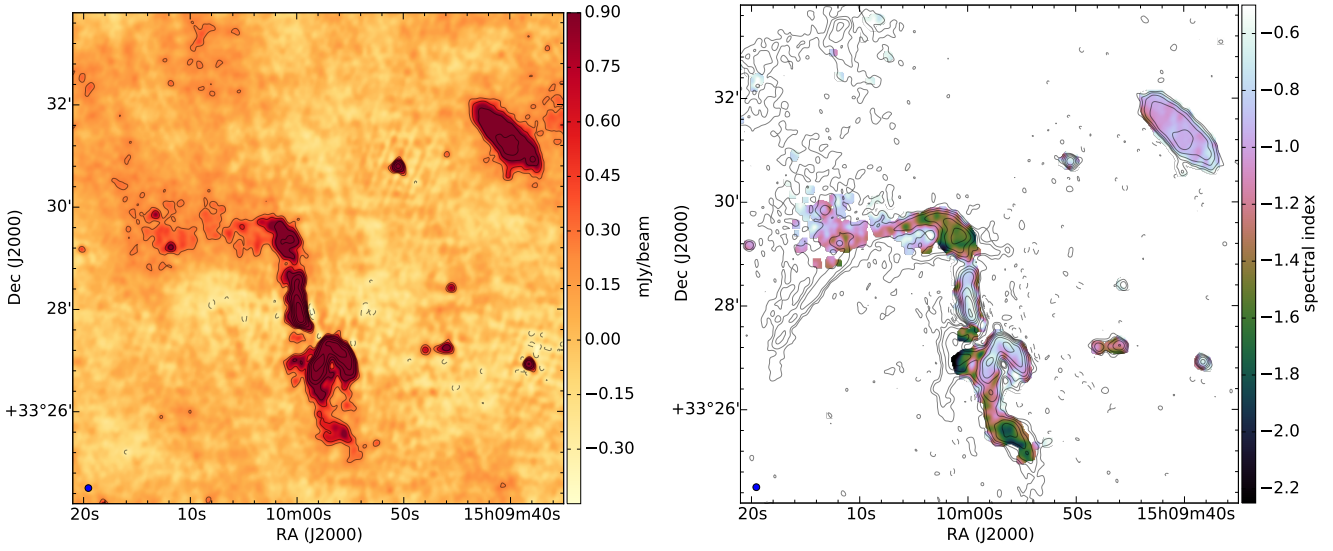 0.90
0.75
0.60
0.45
0.30
0.15
0.00
−0.15
−0.30
mJy/beam
32'
30'
28'
+33°26'
Dec (J2000)
20s
10s
10m00s
50s
15h09m40s
RA (J2000)
−0.6
−0.8
−1.0
−1.2
−1.4
−1.6
−1.8
−2.0
−2.2
spectral index
32'
30'
28'
+33°26'
Dec (J2000)
20s
10s
10m00s
50s
15h09m40s
RA (J2000)